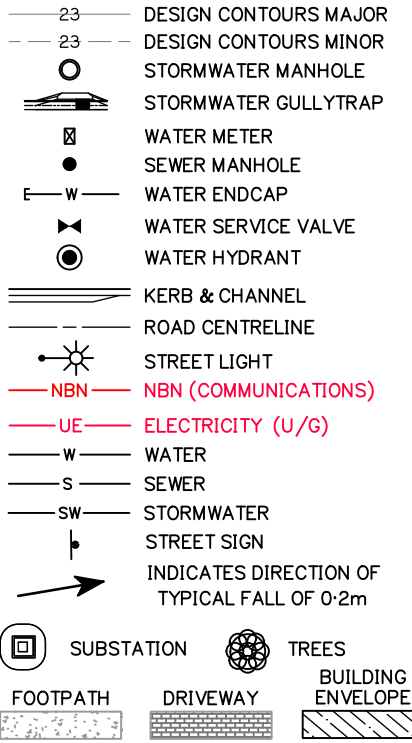 23 DESIGN CONTOURS MAJOR
23 DESIGN CONTOURS MINOR
STORMWATER MANHOLE
STORMWATER GULLYTRAP
WATER METER
SEWER MANHOLE
E W WATER ENDCAP
WATER SERVICE VALVE
WATER HYDRANT
KERB & CHANNEL
ROAD CENTRELINE
STREET LIGHT
NBN NBN (COMMUNICATIONS)
UE ELECTRICITY (U/G)
W WATER
S SEWER
SW STORMWATER
STREET SIGN
INDICATES DIRECTION OF
TYPICAL FALL OF 0·2m
SUBSTATION TREES
BUILDING
FOOTPATH DRIVEWAY ENVELOPE